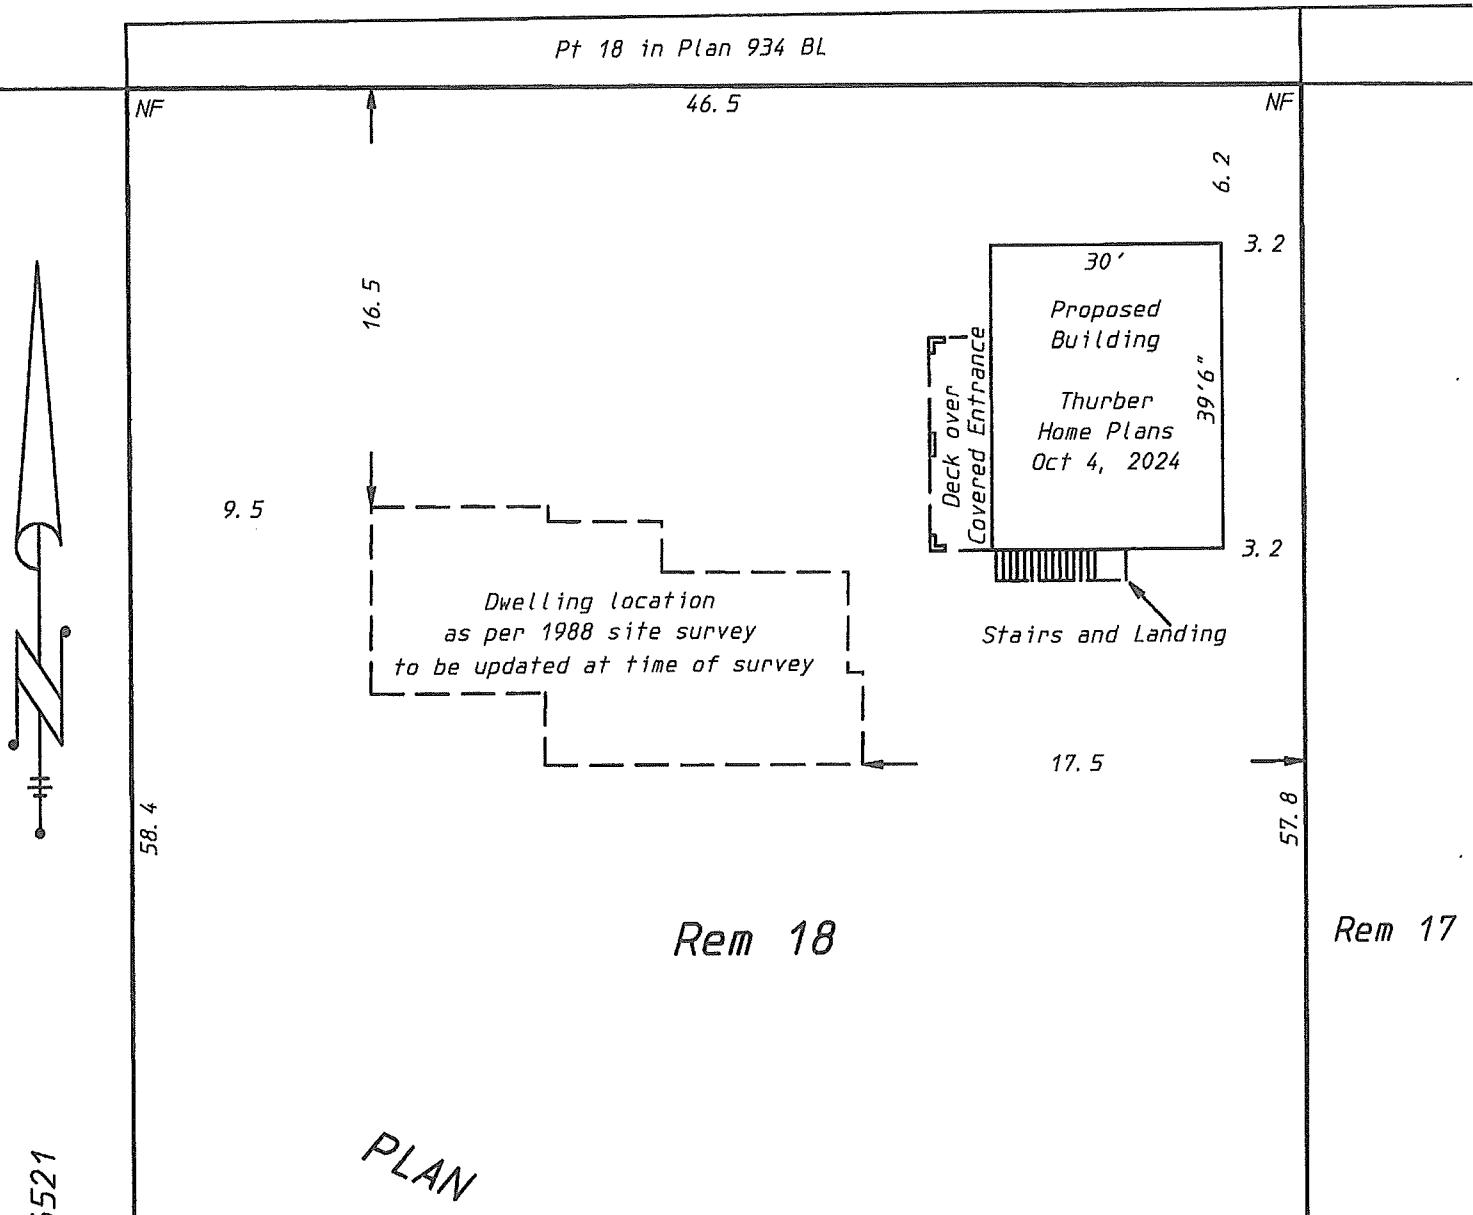 Pt 18 in Plan 934 BL
NF
46.5
NF
6.2
3.2
30'
16.5
Proposed
Building
39'6"
Thurber
Home Plans
Oct 4, 2024
Deck over
Covered Entrance
9.5
3.2
Dwelling location
as per 1988 site survey
to be updated at time of survey
Stairs and Landing
17.5
58.4
57.8
Rem 18
Rem 17
PLAN